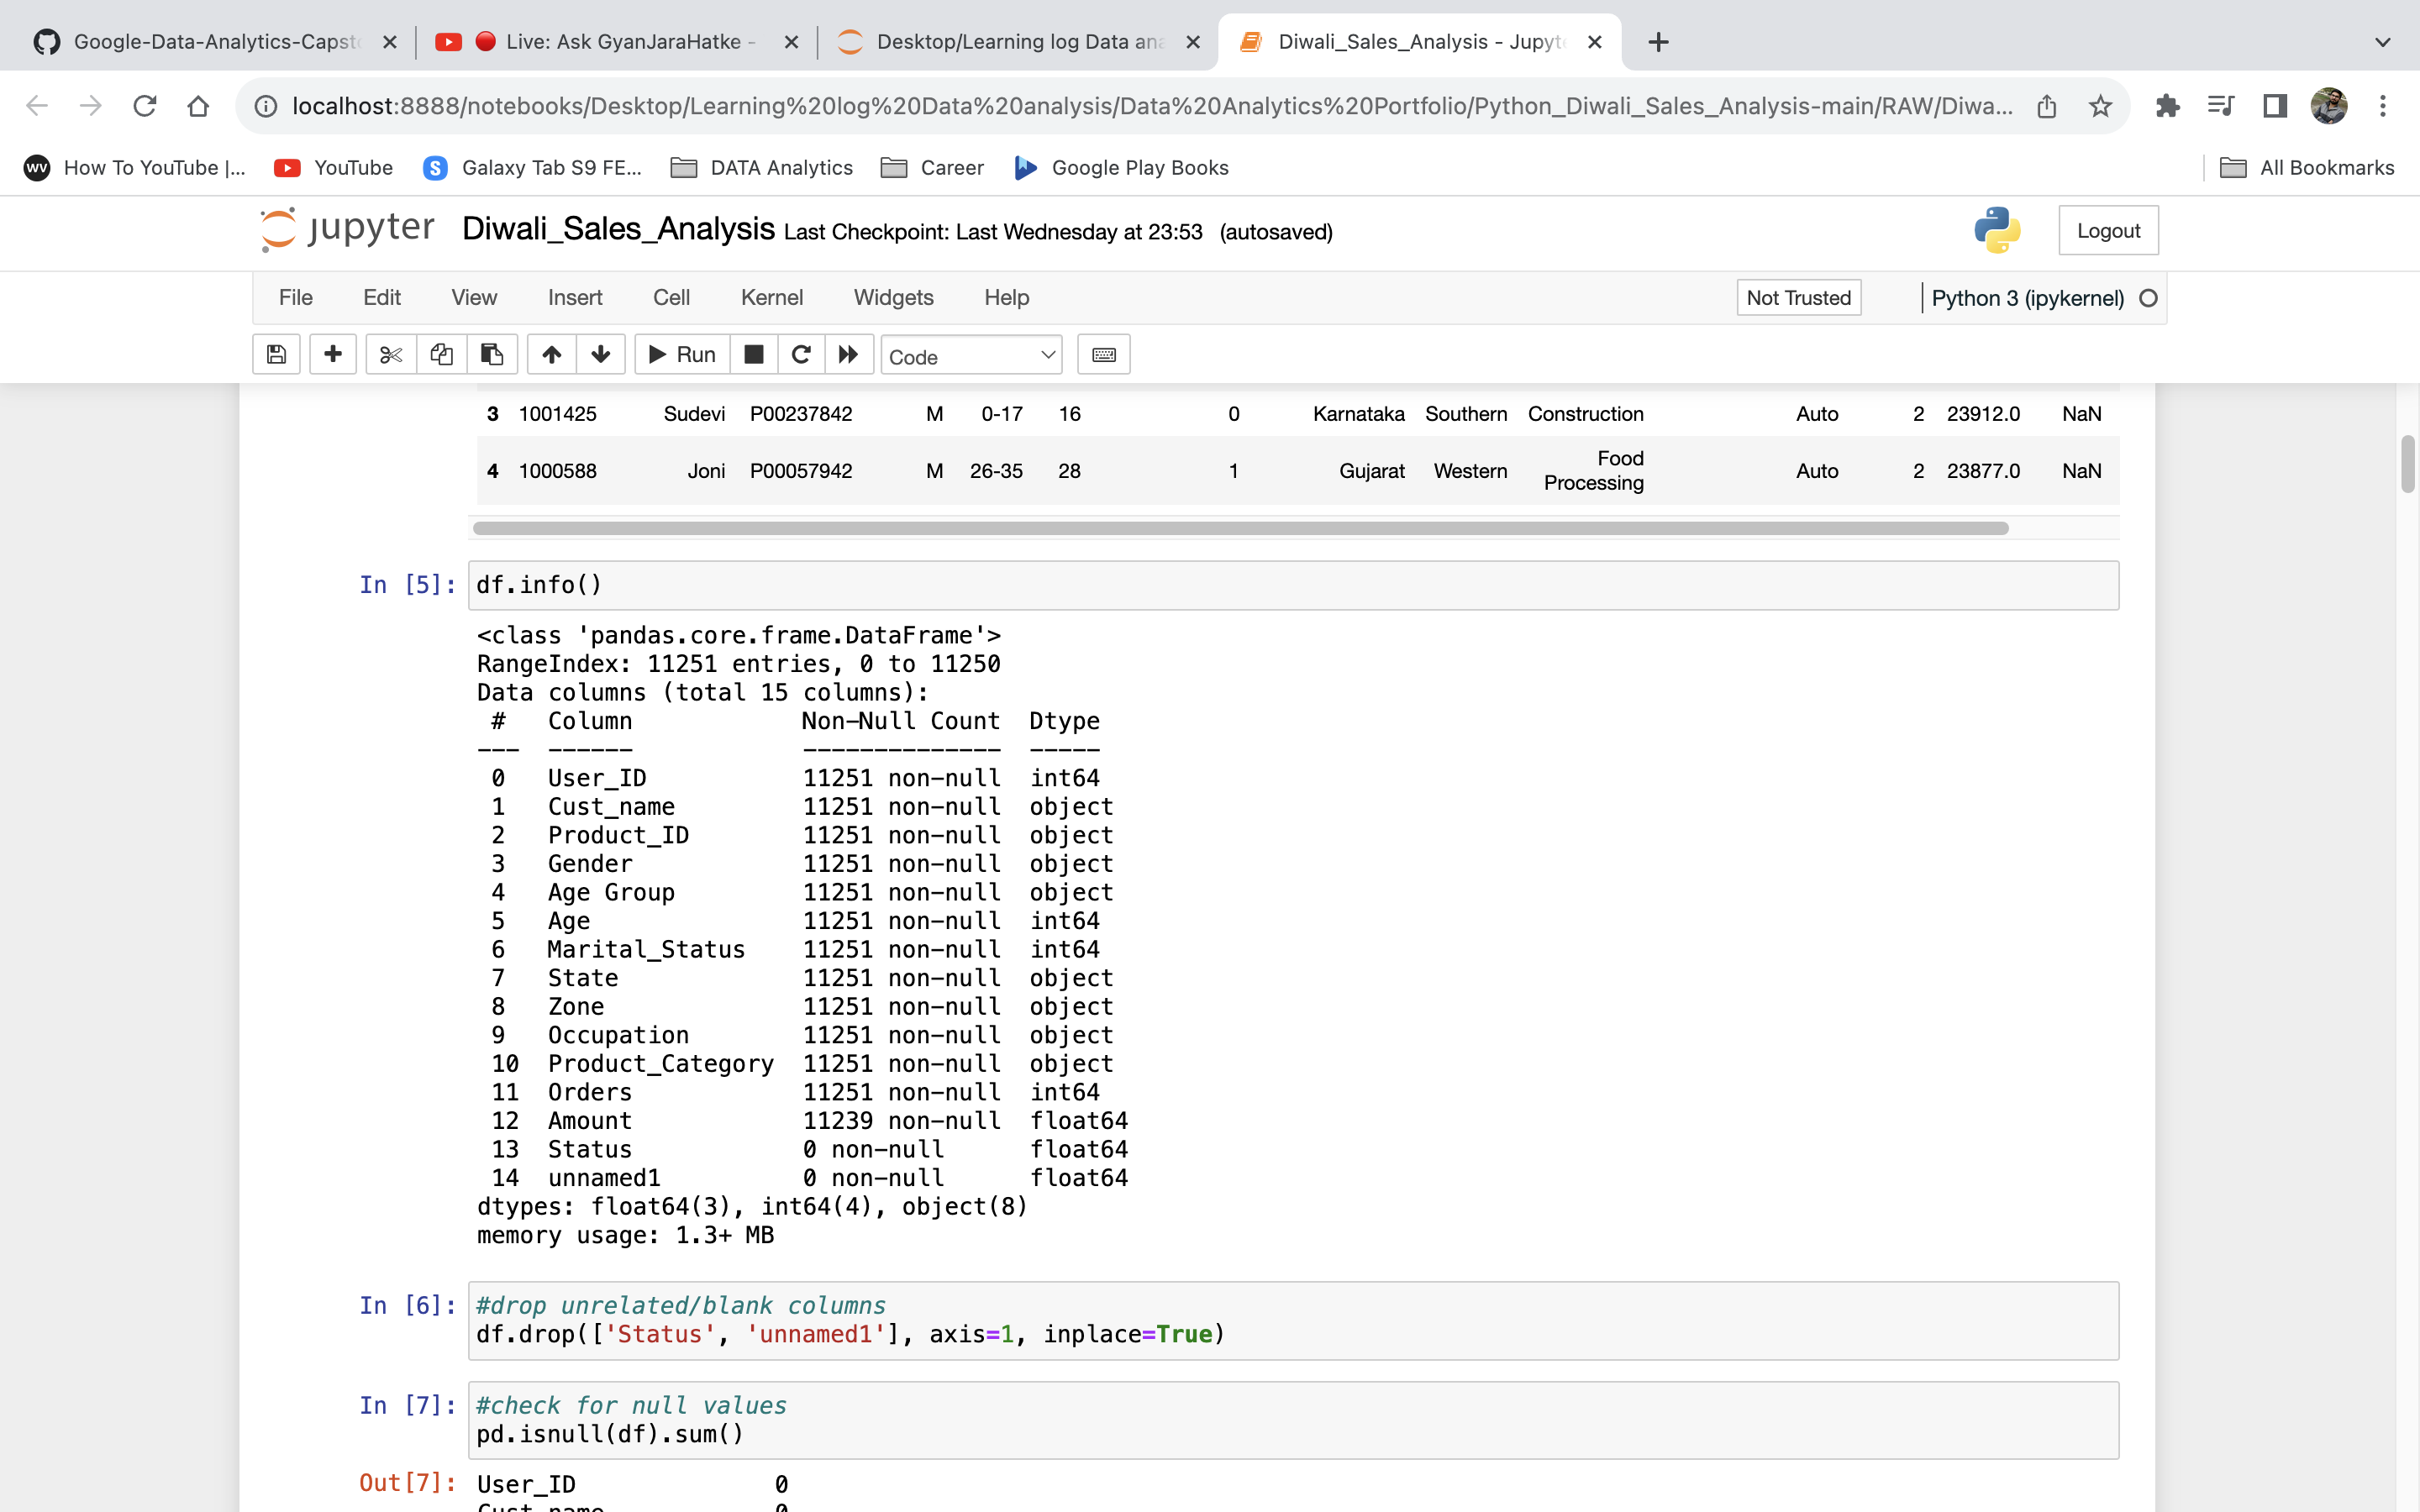 Google-Data-Analytics-Capsto
Live: Ask GyanJaraHatke -
Desktop/Learning log Data ana
Diwali_Sales_Analysis - Jupyte
localhost:8888/notebooks/Desktop/Learning%20log%20Data%20analysis/Data%20Analytics%20Portfolio/Python_Diwali_Sales_Analysis-main/RAW/Diwa...
WV How To YouTube |... YouTube S Galaxy Tab S9 FE... DATA Analytics Career Google Play Books All Bookmarks
jupyter Diwali_Sales_Analysis Last Checkpoint: Last Wednesday at 23:53 (autosaved) Logout
File Edit View Insert Cell Kernel Widgets Help Not Trusted Python 3 (ipykernel)
Run Code
3 1001425 Sudevi P00237842 M 0-17 16 0 Karnataka Southern Construction Auto 2 23912.0 NaN
4 1000588 Joni P00057942 M 26-35 28 1 Gujarat Western Food Processing Auto 2 23877.0 NaN
In [5]: df.info()
<class 'pandas.core.frame.DataFrame'>
RangeIndex: 11251 entries, 0 to 11250
Data columns (total 15 columns):
# Column Non-Null Count Dtype
--- ------ -------------- -----
0 User_ID 11251 non-null int64
1 Cust_name 11251 non-null object
2 Product_ID 11251 non-null object
3 Gender 11251 non-null object
4 Age Group 11251 non-null object
5 Age 11251 non-null int64
6 Marital_Status 11251 non-null int64
7 State 11251 non-null object
8 Zone 11251 non-null object
9 Occupation 11251 non-null object
10 Product_Category 11251 non-null object
11 Orders 11251 non-null int64
12 Amount 11239 non-null float64
13 Status 0 non-null float64
14 unnamed1 0 non-null float64
dtypes: float64(3), int64(4), object(8)
memory usage: 1.3+ MB
In [6]: #drop unrelated/blank columns
df.drop(['Status', 'unnamed1'], axis=1, inplace=True)
In [7]: #check for null values
pd.isnull(df).sum()
Out[7]: User_ID 0
Cust_name 0